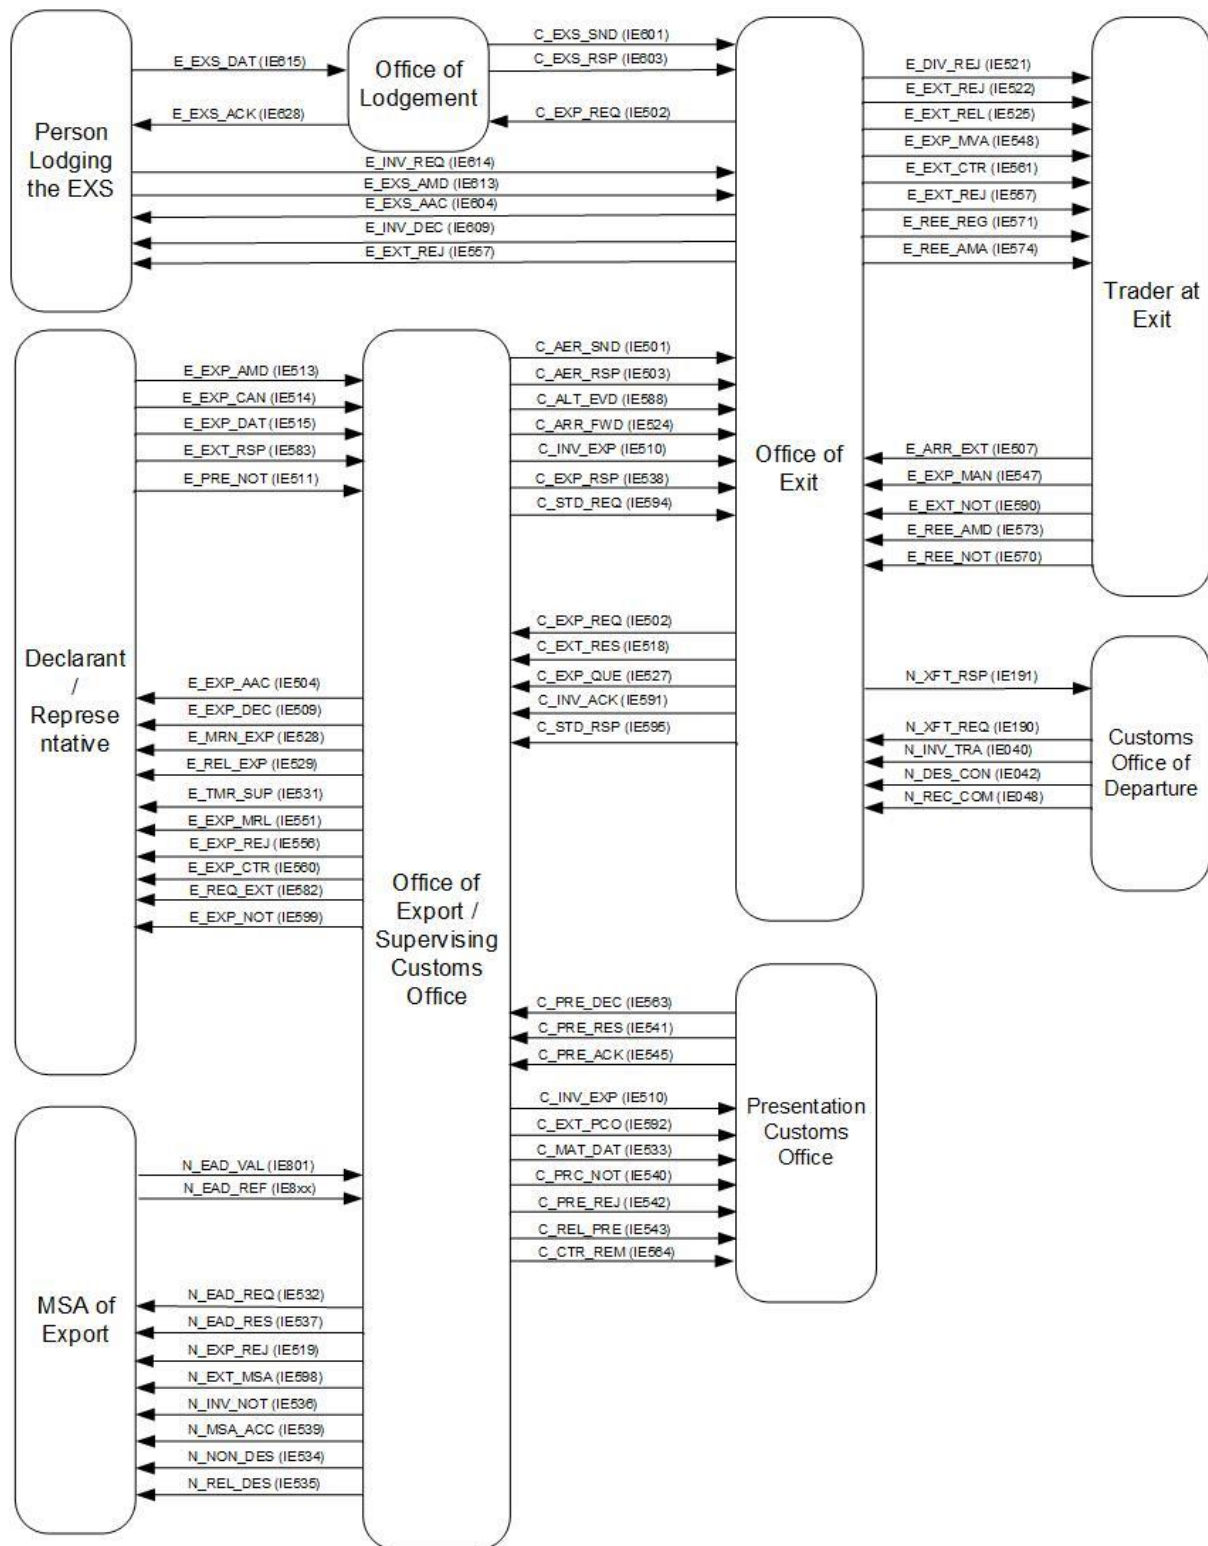 C_EXS_SND (IE601)
E_EXS_DAT (IE615)
Office of
Lodgement
C_EXS_RSP (IE603)
E_EXS_ACK (IE628)
C_EXP_REQ (IE502)
Person
Lodging
the EXS
E_INV_REQ (IE614)
E_EXS_AMD (IE613)
E_EXS_AAC (IE604)
E_INV_DEC (IE609)
E_EXT_REJ (IE557)
E_DIV_REJ (IE521)
E_EXT_REJ (IE522)
E_EXT_REL (IE525)
E_EXP_MVA (IE548)
E_EXT_CTR (IE561)
E_EXT_REJ (IE557)
E_REE_REG (IE571)
E_REE_AMA (IE574)
Trader at
Exit
E_EXP_AMD (IE513)
E_EXP_CAN (IE514)
E_EXP_DAT (IE515)
E_EXT_RSP (IE583)
E_PRE_NOT (IE511)
C_AER_SND (IE501)
C_AER_RSP (IE503)
C_ALT_EVD (IE588)
C_ARR_FWD (IE524)
C_INV_EXP (IE510)
C_EXP_RSP (IE538)
C_STD_REQ (IE594)
Office of
Exit
E_ARR_EXT (IE507)
E_EXP_MAN (IE547)
E_EXT_NOT (IE590)
E_REE_AMD (IE573)
E_REE_NOT (IE570)
C_EXP_REQ (IE502)
C_EXT_RES (IE518)
C_EXP_QUE (IE527)
C_INV_ACK (IE591)
C_STD_RSP (IE595)
Declarant
/
Represe
ntative
E_EXP_AAC (IE504)
E_EXP_DEC (IE509)
E_MRN_EXP (IE528)
E_REL_EXP (IE529)
E_TMR_SUP (IE531)
E_EXP_MRL (IE551)
E_EXP_REJ (IE556)
E_EXP_CTR (IE560)
E_REQ_EXT (IE582)
E_EXP_NOT (IE599)
N_XFT_RSP (IE191)
N_XFT_REQ (IE190)
N_INV_TRA (IE040)
N_DES_CON (IE042)
N_REC_COM (IE048)
Customs
Office of
Departure
Office of
Export /
Supervising
Customs
Office
C_PRE_DEC (IE563)
C_PRE_RES (IE541)
C_PRE_ACK (IE545)
C_INV_EXP (IE510)
C_EXT_PCO (IE592)
C_MAT_DAT (IE533)
C_PRC_NOT (IE540)
C_PRE_REJ (IE542)
C_REL_PRE (IE543)
C_CTR_REM (IE564)
Presentation
Customs
Office
N_EAD_VAL (IE801)
N_EAD_REF (IE8xx)
MSA of
Export
N_EAD_REQ (IE532)
N_EAD_RES (IE537)
N_EXP_REJ (IE519)
N_EXT_MSA (IE598)
N_INV_NOT (IE536)
N_MSA_ACC (IE539)
N_NON_DES (IE534)
N_REL_DES (IE535)